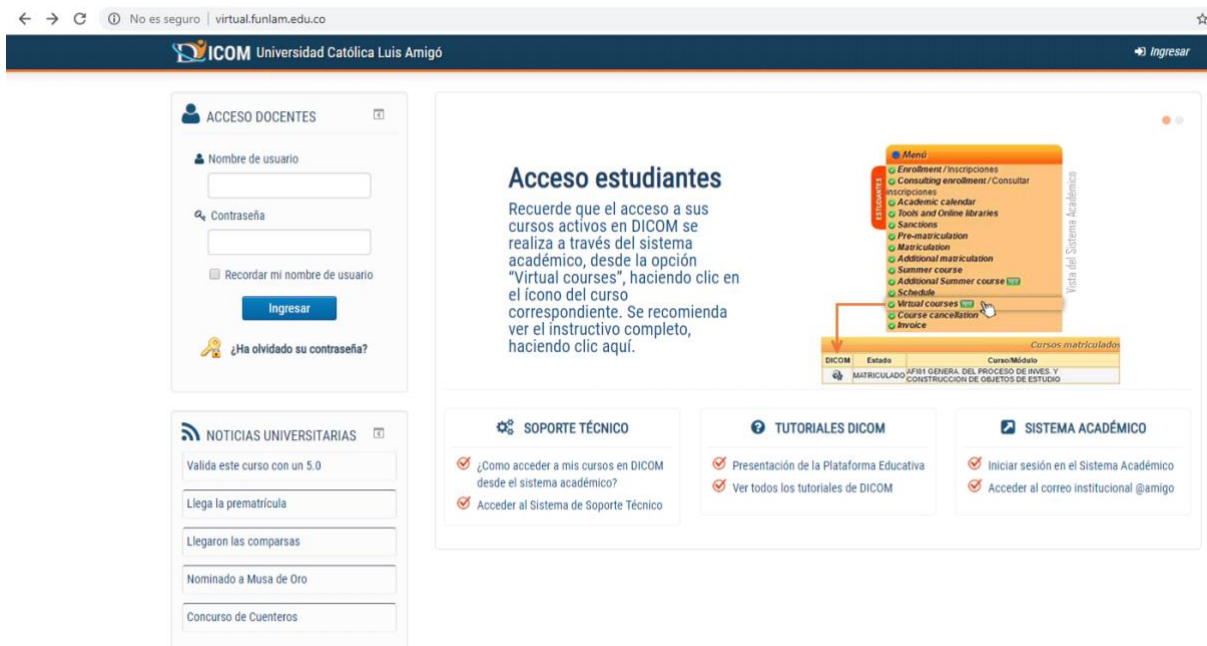 No es seguro | virtual.funlam.edu.co
DICOM Universidad Católica Luis Amigó
Ingresar
ACCESO DOCENTES
Nombre de usuario
Contraseña
Recordar mi nombre de usuario
Ingresar
¿Ha olvidado su contraseña?
NOTICIAS UNIVERSITARIAS
Valida este curso con un 5.0
Llega la prematrícula
Llegaron las comparsas
Nominado a Musa de Oro
Concurso de Cuenteros
Acceso estudiantes
Recuerde que el acceso a sus
cursos activos en DICOM se
realiza a través del sistema
académico, desde la opción
“Virtual courses”, haciendo clic en
el ícono del curso
correspondiente. Se recomienda
ver el instructivo completo,
haciendo clic aquí.
Menú
ESTUDIANTES
Enrollment/Inscripciones
Consulting enrollment/Consultar
inscripciones
Academic calendar
Tools and Online libraries
Sanctions
Pre-matriculation
Matriculation
Additional matriculation
Summer course
Additional Summer course
Schedule
Virtual courses
Course cancellation
Invoice
Vista del Sistema Académico
Cursos matriculados
DICOM Estado Curso/Módulo
MATRICULADO AFI01 GENERA. DEL PROCESO DE INVES. Y
CONSTRUCCION DE OBJETOS DE ESTUDIO
SOPORTE TÉCNICO
¿Como acceder a mis cursos en DICOM
desde el sistema académico?
Acceder al Sistema de Soporte Técnico
TUTORIALES DICOM
Presentación de la Plataforma Educativa
Ver todos los tutoriales de DICOM
SISTEMA ACADÉMICO
Iniciar sesión en el Sistema Académico
Acceder al correo institucional @amigo